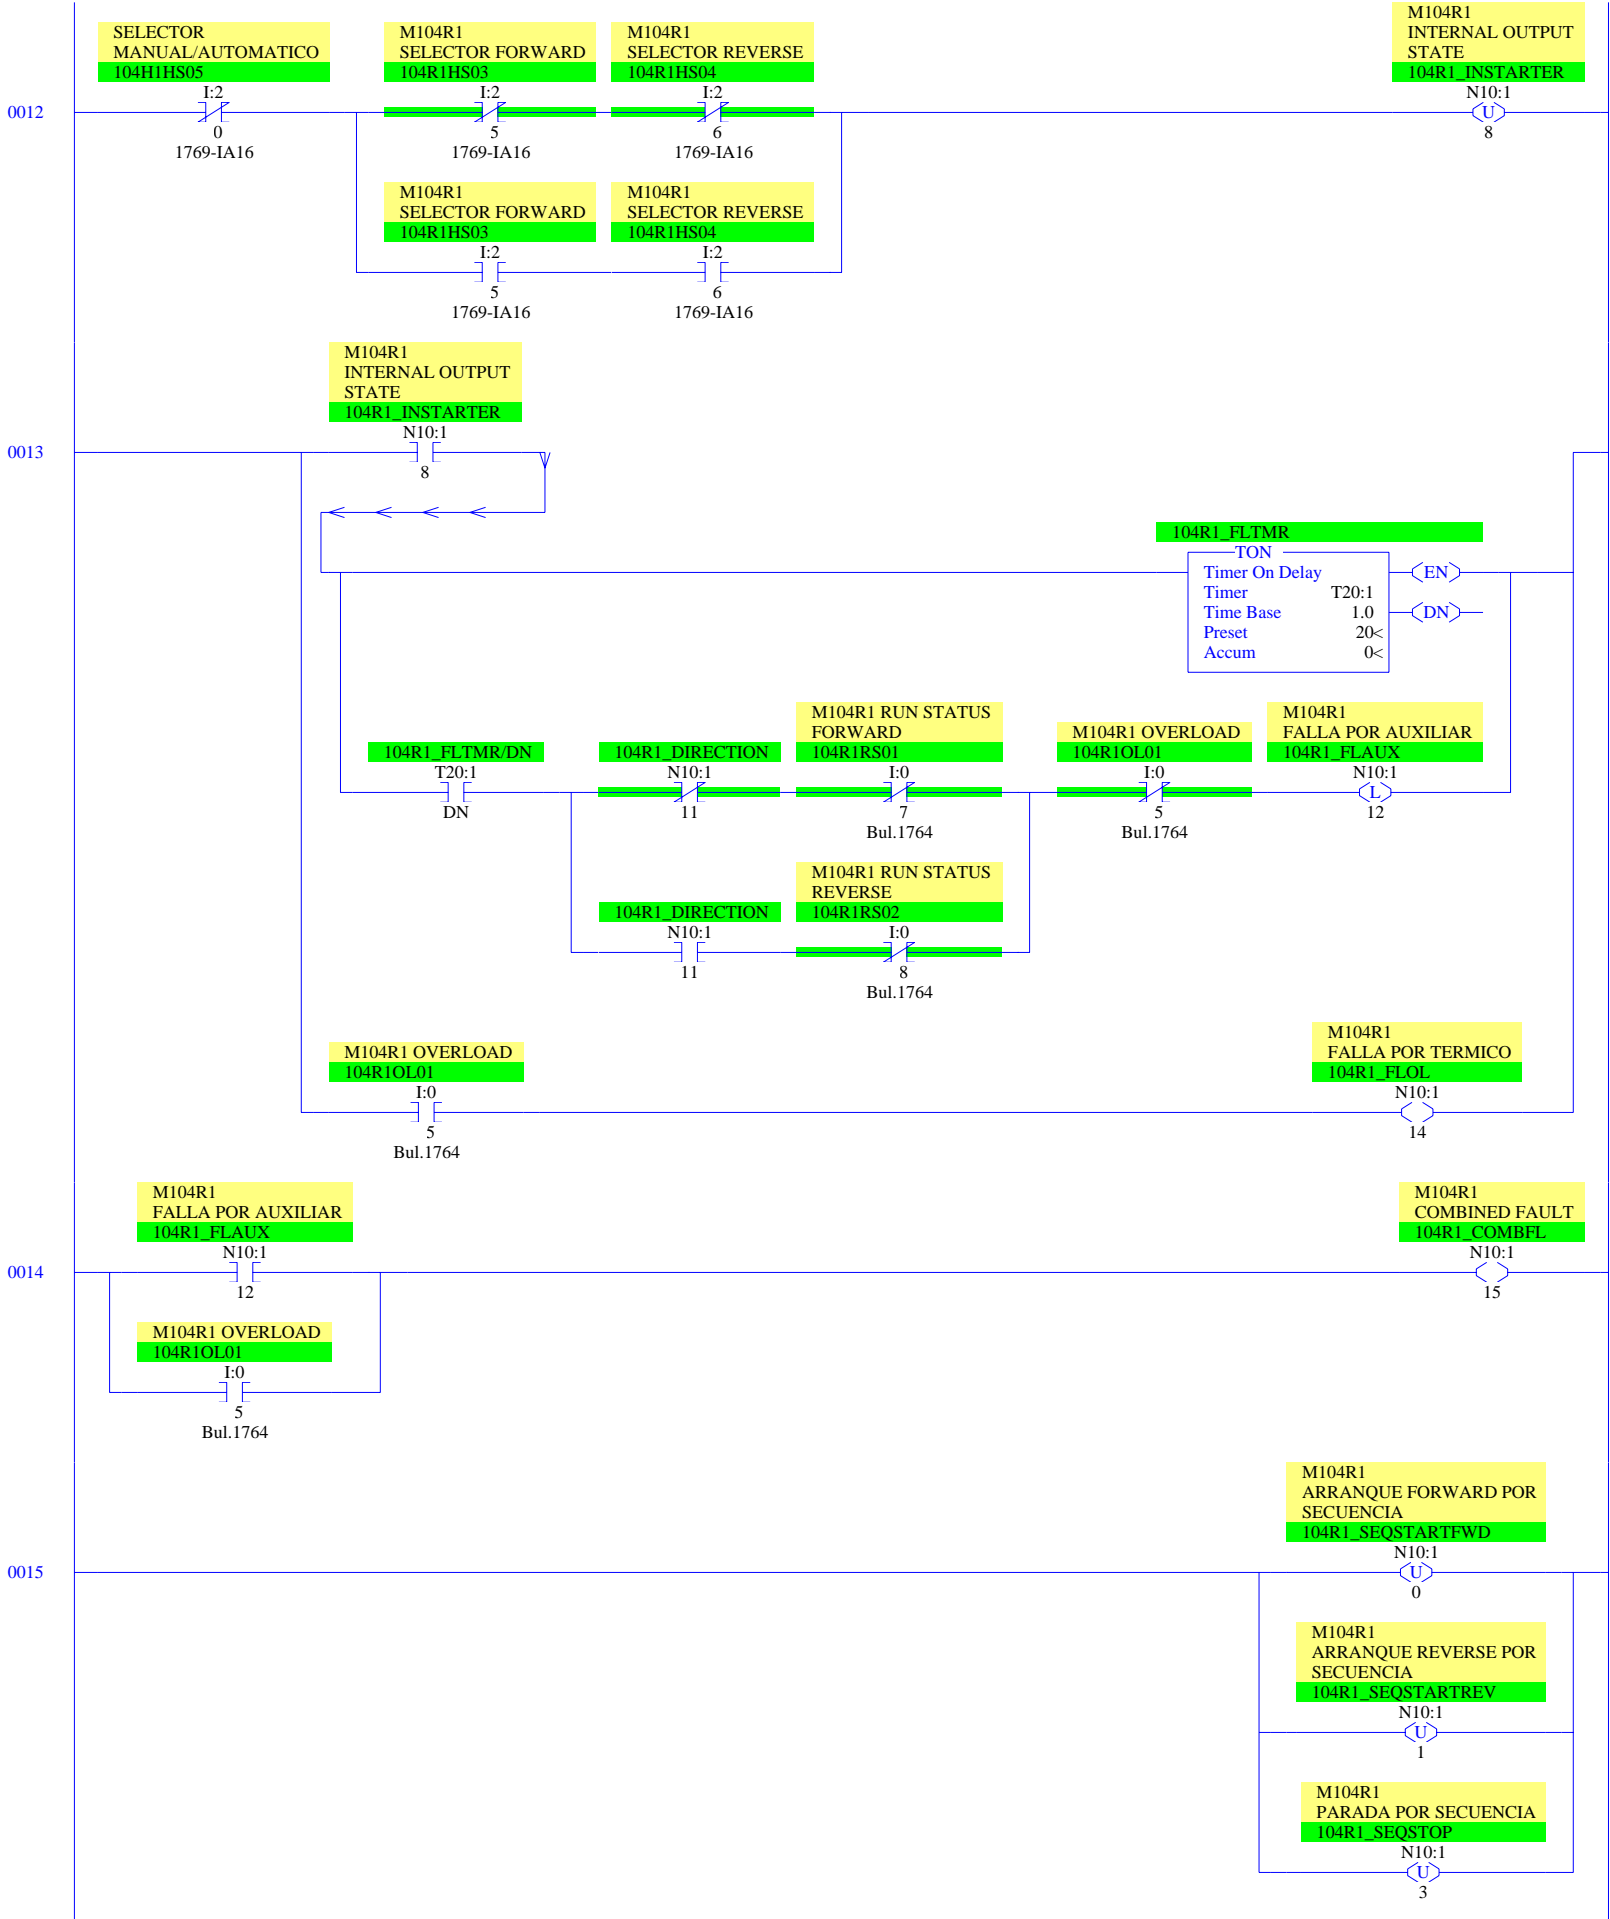 SELECTOR
MANUAL/AUTOMATICO
104H1HS05
I:2
0
1769-IA16
M104R1
SELECTOR FORWARD
104R1HS03
I:2
5
1769-IA16
M104R1
SELECTOR REVERSE
104R1HS04
I:2
6
1769-IA16
M104R1
INTERNAL OUTPUT
STATE
104R1_INSTARTER
N10:1
U
8
0012
M104R1
SELECTOR FORWARD
104R1HS03
I:2
5
1769-IA16
M104R1
SELECTOR REVERSE
104R1HS04
I:2
6
1769-IA16
M104R1
INTERNAL OUTPUT
STATE
104R1_INSTARTER
N10:1
8
0013
104R1_FLTMR
TON
Timer On Delay
Timer T20:1
Time Base 1.0
Preset 20<
Accum 0<
EN
DN
104R1_FLTMR/DN
T20:1
DN
104R1_DIRECTION
N10:1
11
M104R1 RUN STATUS
FORWARD
104R1RS01
I:0
7
Bul.1764
M104R1 OVERLOAD
104R1OL01
I:0
5
Bul.1764
M104R1
FALLA POR AUXILIAR
104R1_FLAUX
N10:1
L
12
104R1_DIRECTION
N10:1
11
M104R1 RUN STATUS
REVERSE
104R1RS02
I:0
8
Bul.1764
M104R1 OVERLOAD
104R1OL01
I:0
5
Bul.1764
M104R1
FALLA POR TERMICO
104R1_FLOL
N10:1
14
M104R1
FALLA POR AUXILIAR
104R1_FLAUX
N10:1
12
M104R1
COMBINED FAULT
104R1_COMBFL
N10:1
15
0014
M104R1 OVERLOAD
104R1OL01
I:0
5
Bul.1764
M104R1
ARRANQUE FORWARD POR
SECUENCIA
104R1_SEQSTARTFWD
N10:1
U
0
0015
M104R1
ARRANQUE REVERSE POR
SECUENCIA
104R1_SEQSTARTREV
N10:1
U
1
M104R1
PARADA POR SECUENCIA
104R1_SEQSTOP
N10:1
U
3